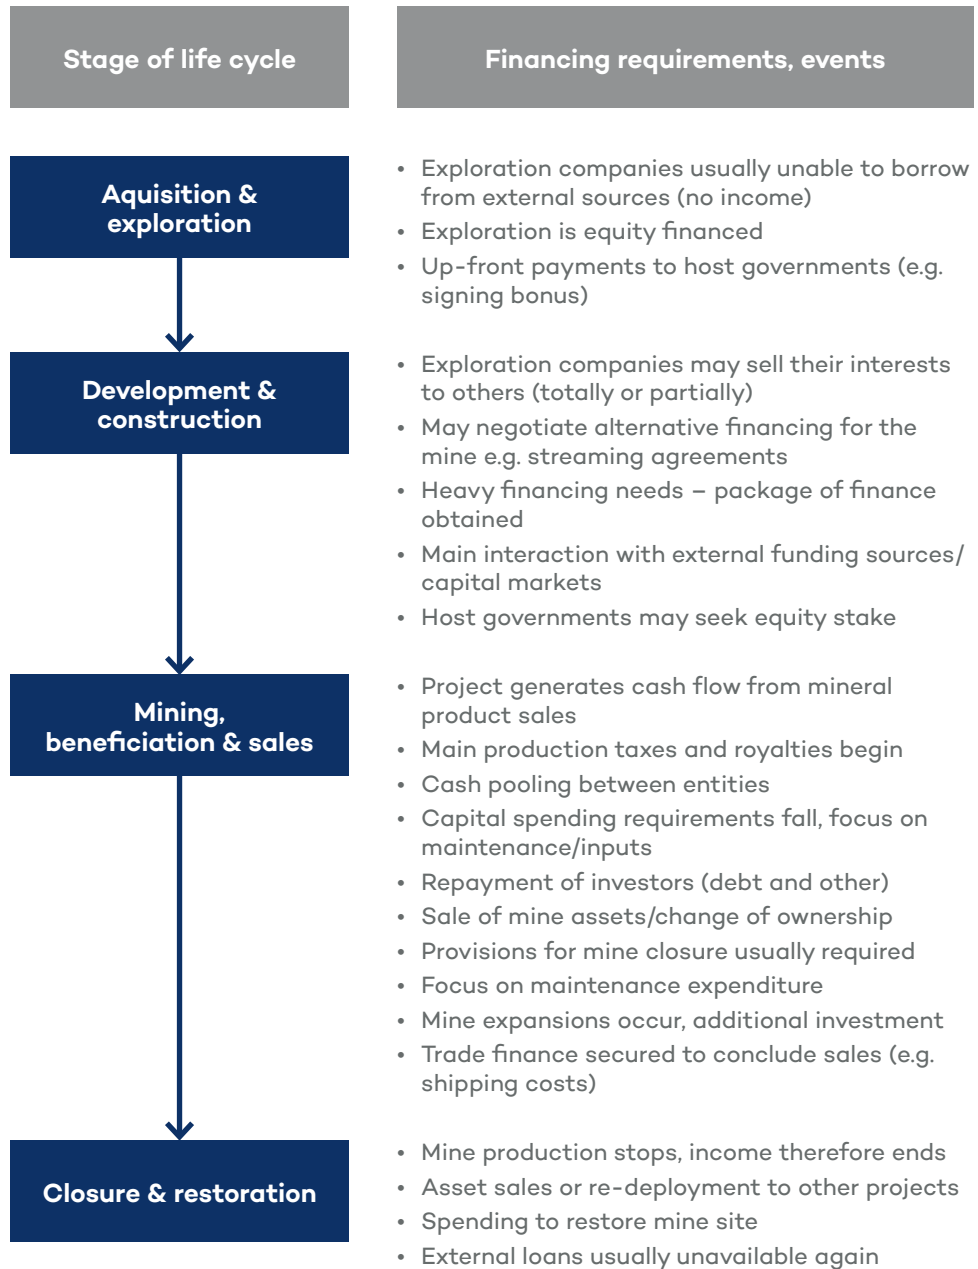 Stage of life cycle
Financing requirements, events
Aquisition &
exploration
• Exploration companies usually unable to borrow
from external sources (no income)
• Exploration is equity financed
• Up-front payments to host governments (e.g.
signing bonus)
Development &
construction
• Exploration companies may sell their interests
to others (totally or partially)
• May negotiate alternative financing for the
mine e.g. streaming agreements
• Heavy financing needs – package of finance
obtained
• Main interaction with external funding sources/
capital markets
• Host governments may seek equity stake
Mining,
beneficiation & sales
• Project generates cash flow from mineral
product sales
• Main production taxes and royalties begin
• Cash pooling between entities
• Capital spending requirements fall, focus on
maintenance/inputs
• Repayment of investors (debt and other)
• Sale of mine assets/change of ownership
• Provisions for mine closure usually required
• Focus on maintenance expenditure
• Mine expansions occur, additional investment
• Trade finance secured to conclude sales (e.g.
shipping costs)
Closure & restoration
• Mine production stops, income therefore ends
• Asset sales or re-deployment to other projects
• Spending to restore mine site
• External loans usually unavailable again